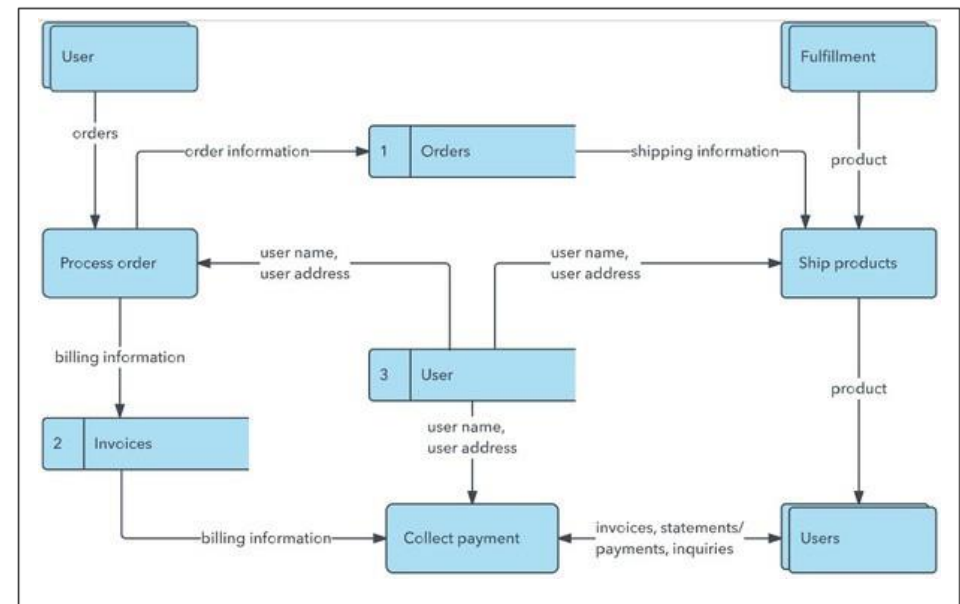 User
Fulfillment
orders
order information
1
Orders
shipping information
product
Process order
user name,
user address
user name,
user address
Ship products
billing information
3
User
product
2
Invoices
user name,
user address
billing information
Collect payment
invoices, statements/
payments, inquiries
Users